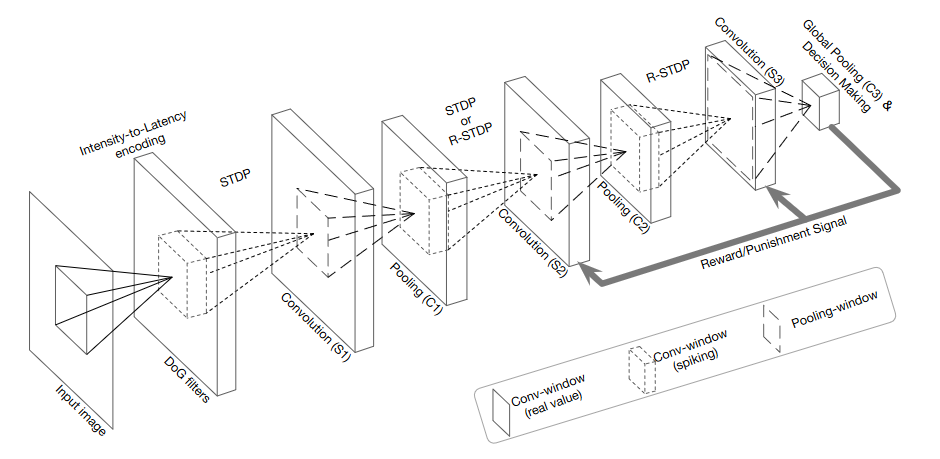 Intensity-to-Latency
encoding
STDP
STDP
or
R-STDP
R-STDP
Convolution (S3)
Global Pooling (C3) &
Decision Making
Input image
DoG filters
Convolution (S1)
Pooling (C1)
Convolution (S2)
Pooling (C2)
Reward/Punishment Signal
Conv-window
(real value)
Conv-window
(spiking)
Pooling-window